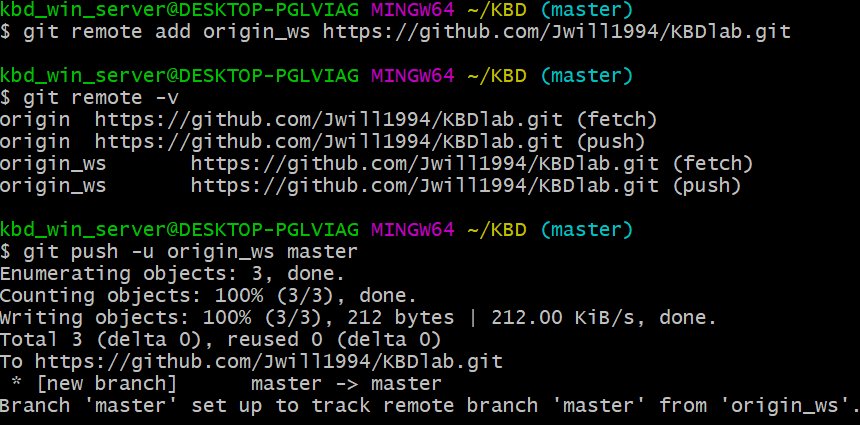 kbd_win_server@DESKTOP-PGLVIAG MINGW64 ~/KBD (master)
$ git remote add origin_ws https://github.com/Jwill1994/KBDlab.git
kbd_win_server@DESKTOP-PGLVIAG MINGW64 ~/KBD (master)
$ git remote -v
origin  https://github.com/Jwill1994/KBDlab.git (fetch)
origin  https://github.com/Jwill1994/KBDlab.git (push)
origin_ws       https://github.com/Jwill1994/KBDlab.git (fetch)
origin_ws       https://github.com/Jwill1994/KBDlab.git (push)
kbd_win_server@DESKTOP-PGLVIAG MINGW64 ~/KBD (master)
$ git push -u origin_ws master
Enumerating objects: 3, done.
Counting objects: 100% (3/3), done.
Writing objects: 100% (3/3), 212 bytes | 212.00 KiB/s, done.
Total 3 (delta 0), reused 0 (delta 0)
To https://github.com/Jwill1994/KBDlab.git
 * [new branch]      master -> master
Branch 'master' set up to track remote branch 'master' from 'origin_ws'.